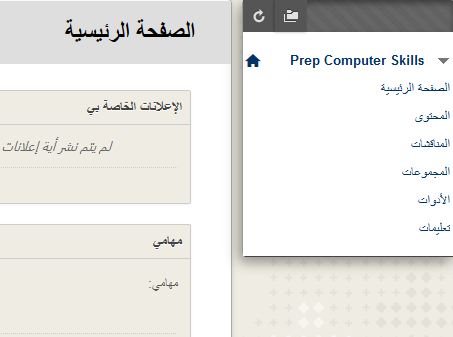 Prep Computer Skills
الصفحة الرئيسية
المحتوى
المناقشات
المجموعات
الأدوات
تعليمات
الصفحة الرئيسية
الإعلانات الخاصة بي
لم يتم نشر أية إعلانات
مهامي
مهامي: